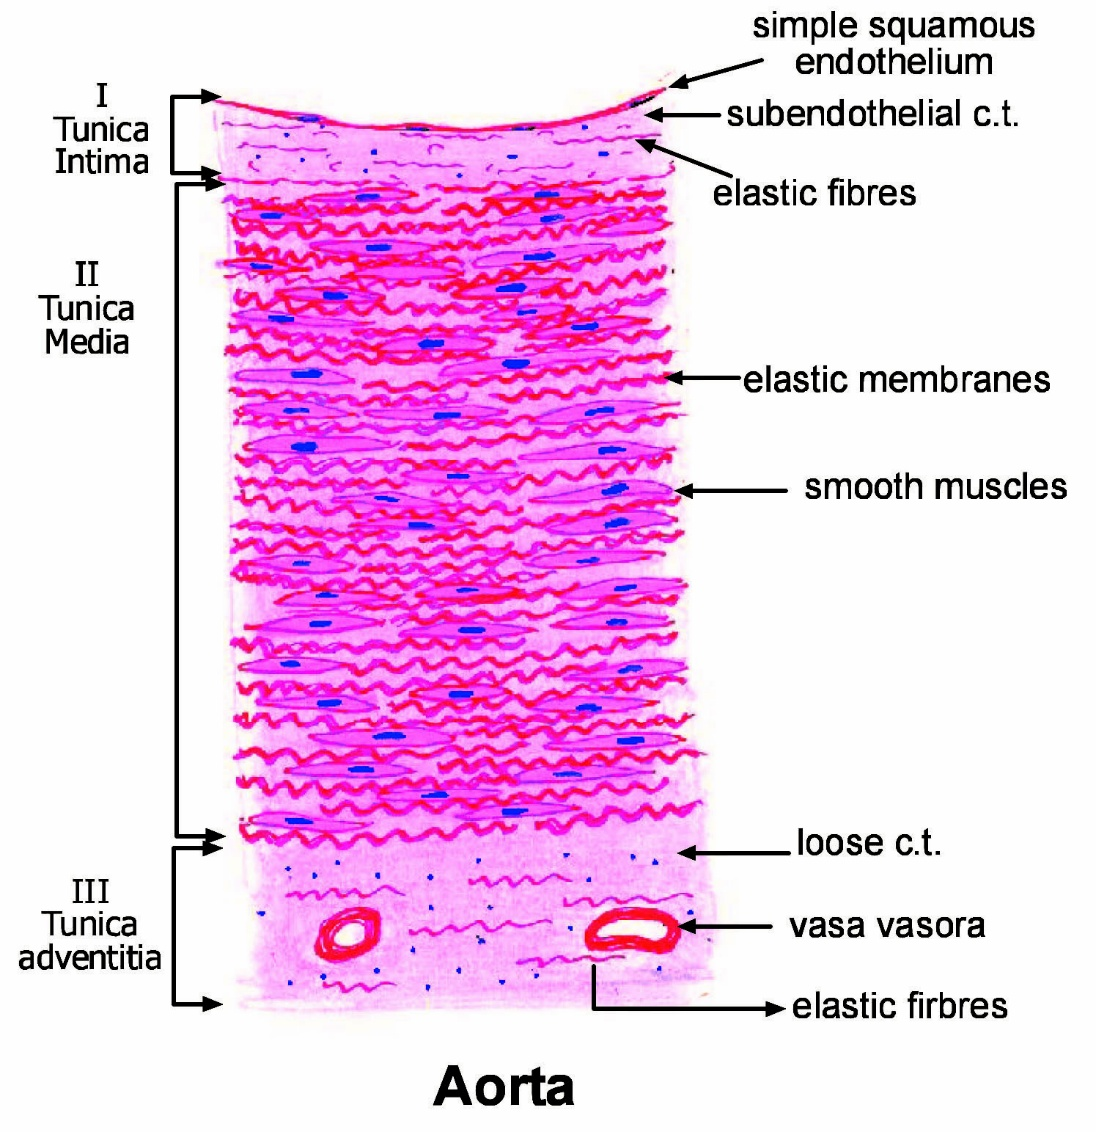 simple squamous
endothelium
I
Tunica
Intima
subendothelial c.t.
elastic fibres
II
Tunica
Media
elastic membranes
smooth muscles
loose c.t.
III
Tunica
adventitia
vasa vasora
elastic firbres
Aorta